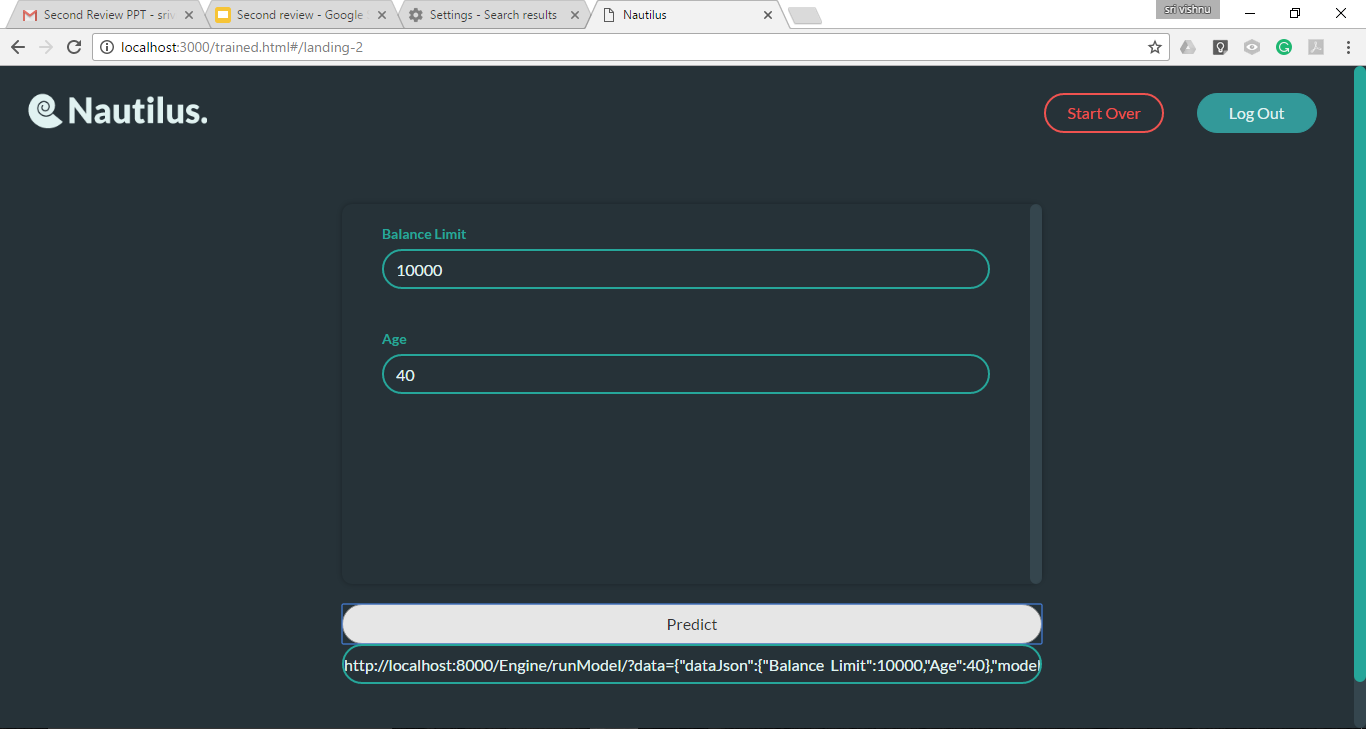 Second Review PPT - sriv
Second review - Google
Settings - Search results
Nautilus
sri vishnu
localhost:3000/trained.html#/landing-2
Nautilus.
Start Over
Log Out
Balance Limit
10000
Age
40
Predict
http://localhost:8000/Engine/runModel/?data={"dataJson":{"Balance Limit":10000,"Age":40},"model